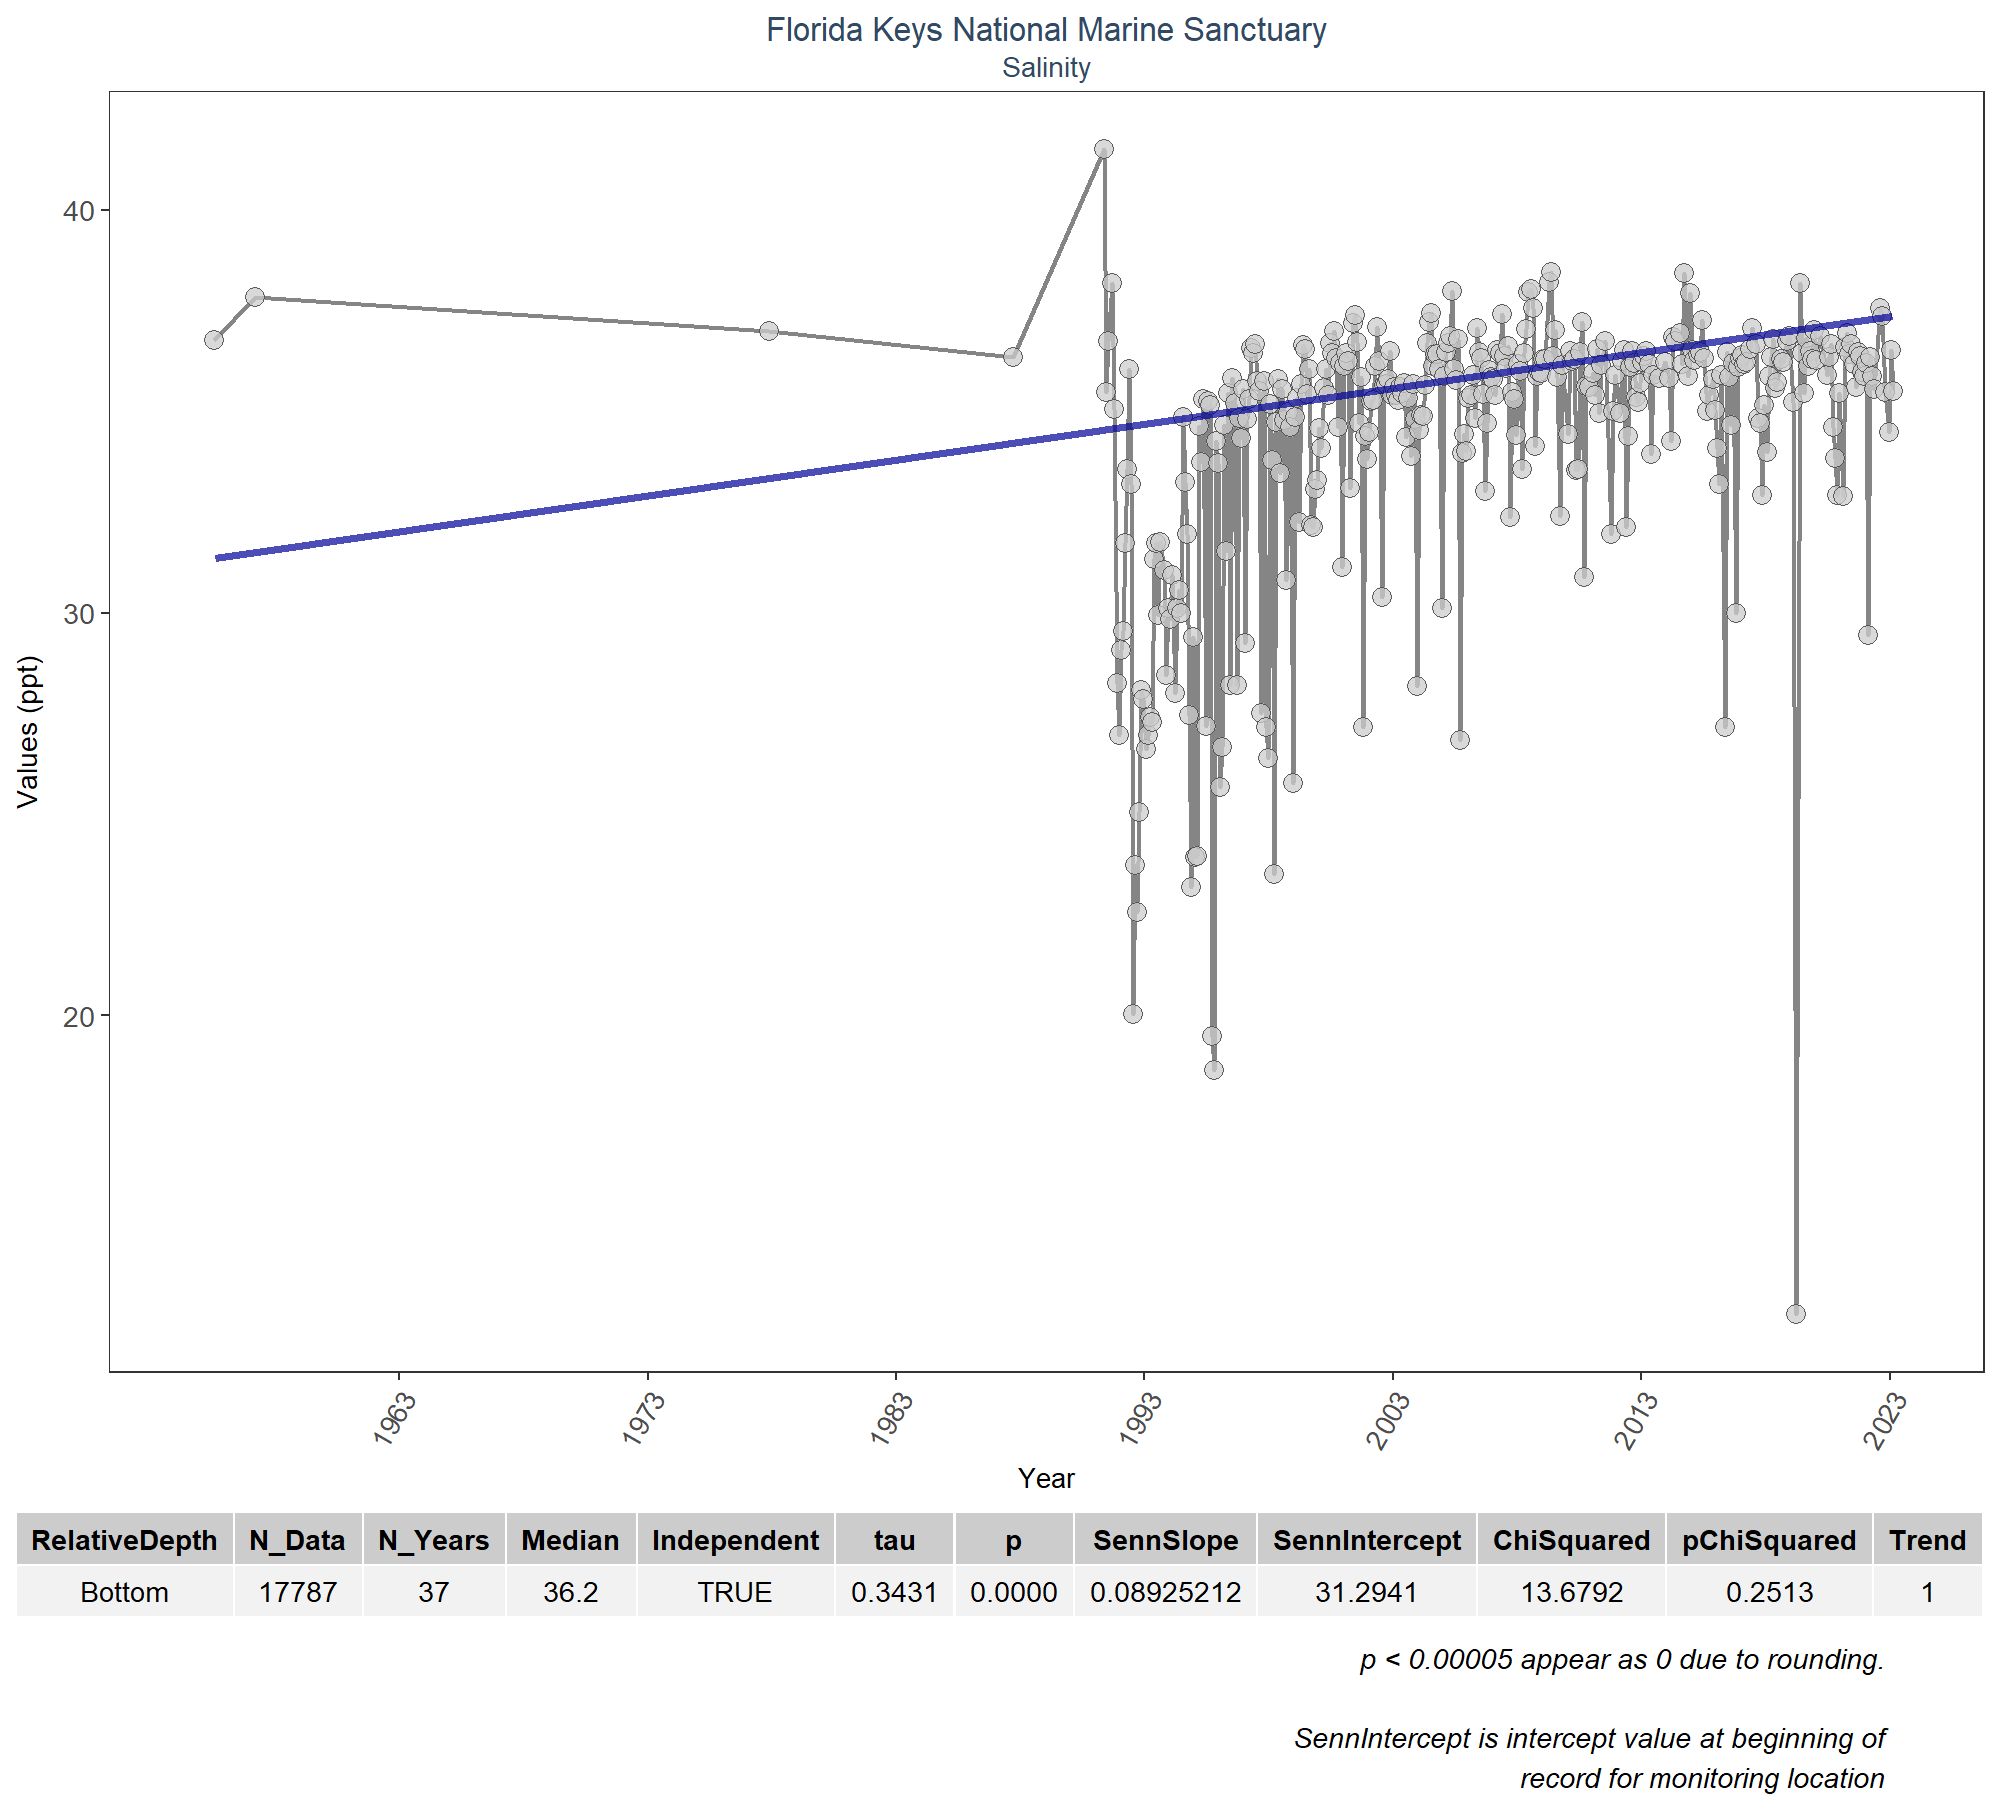 Florida Keys National Marine Sanctuary
Salinity
40
30
20
Values (ppt)
1963
1973
1983
1993
2003
2013
2023
Year
RelativeDepth N_Data N_Years Median Independent tau p SennSlope SennIntercept ChiSquared pChiSquared Trend
Bottom 17787 37 36.2 TRUE 0.3431 0.0000 0.08925212 31.2941 13.6792 0.2513 1
p < 0.00005 appear as 0 due to rounding.
SennIntercept is intercept value at beginning of
record for monitoring location